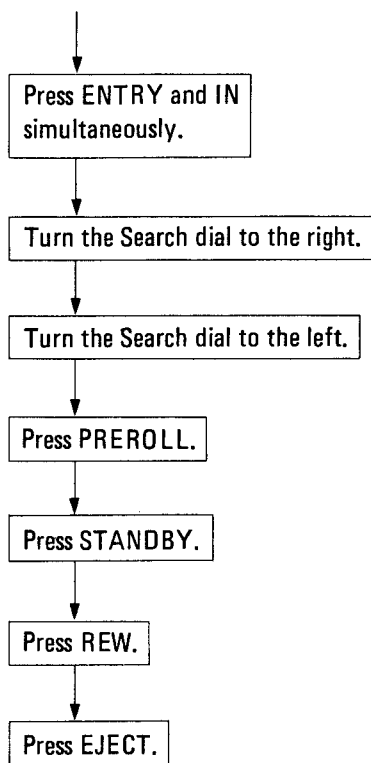 Press ENTRY and IN
simultaneously.
Turn the Search dial to the right.
Turn the Search dial to the left.
Press PREROLL.
Press STANDBY.
Press REW.
Press EJECT.